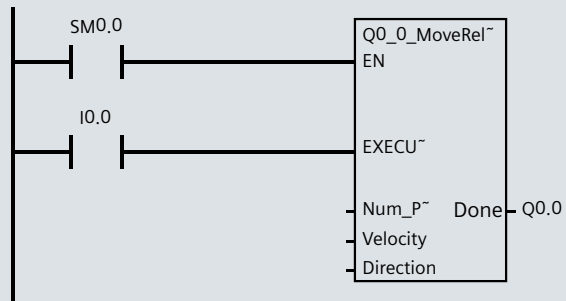 SM0.0
Q0_0_MoveRel~
EN
I0.0
EXECU~
Num_P~ Done Q0.0
Velocity
Direction